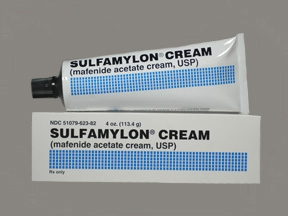 SULFAMYLON® CREAM
(mafenide acetate cream, USP)
NDC 51079-623-82 4 oz. (113.4 g)
SULFAMYLON® CREAM
(mafenide acetate cream, USP)
Rx only